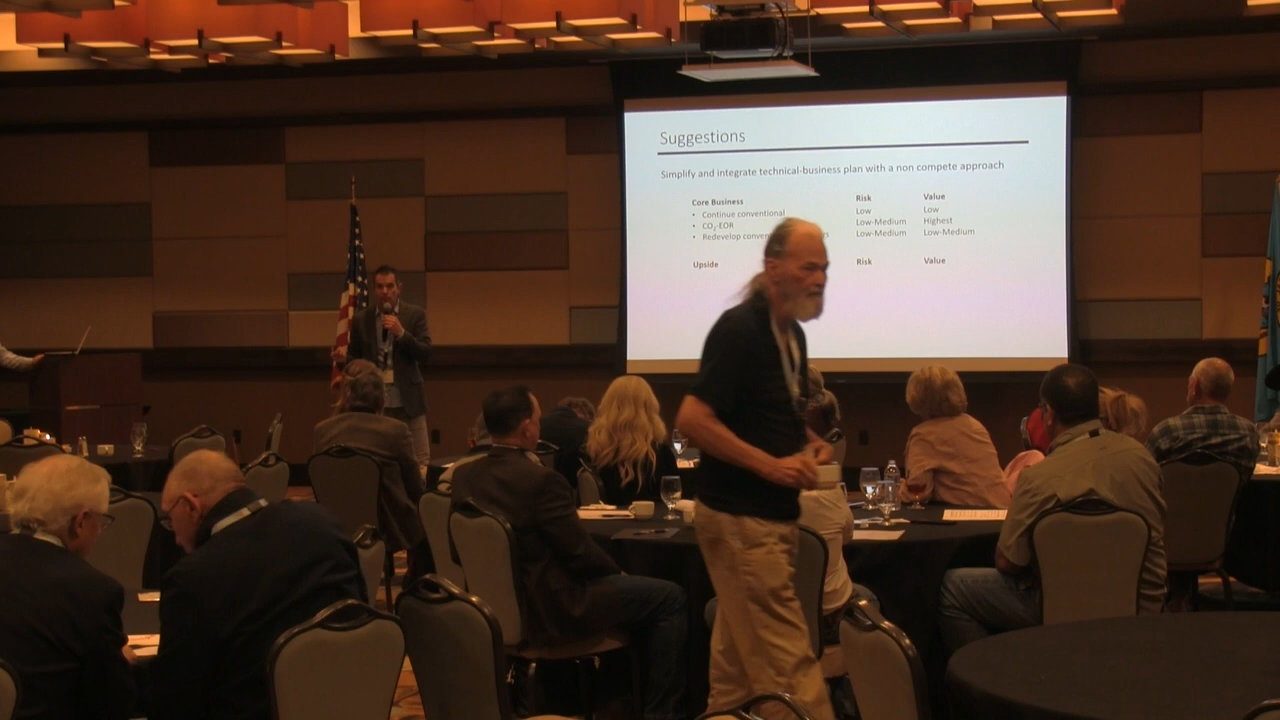 Suggestions
Simplify and integrate technical-business plan with a non compete approach
Core Business Risk Value
• Continue conventional Low Low
• CO2-EOR Low-Medium Highest
• Redevelop Low-Medium Low-Medium
Upside Risk Value